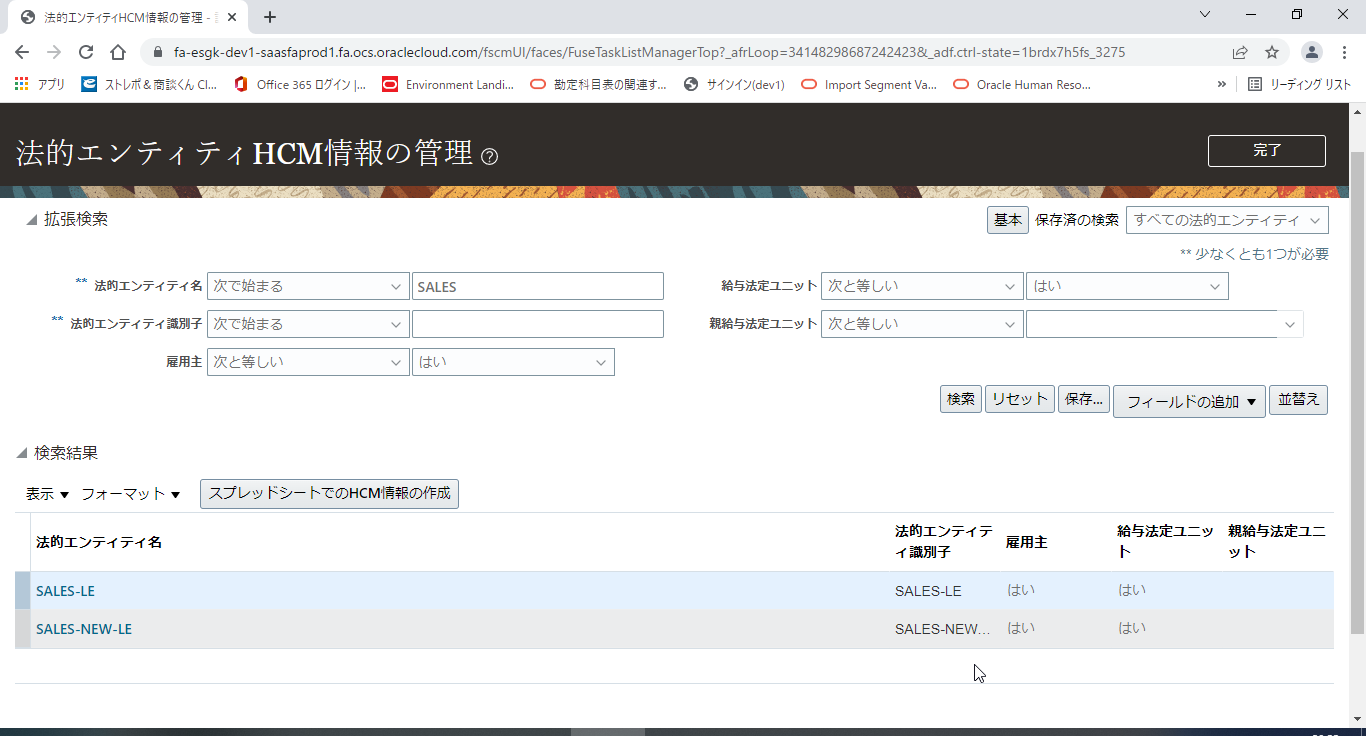 法的エンティティHCM情報の管理 -
fa-esgk-dev1-saasfaprod1.fa.ocs.oraclecloud.com/fscmUI/faces/FuseTaskListManagerTop?_afrLoop=34148298687242423&_adf.ctrl-state=1brdx7h5fs_3275
アプリ ストレポ＆商談くん Cl... Office 365 ログイン |... Environment Landi... 勘定科目表の関連す... サインイン(dev1) Import Segment Va... Oracle Human Reso... » リーディング リスト
法的エンティティHCM情報の管理 ? 完了
拡張検索 基本 保存済の検索 すべての法的エンティティ
** 少なくとも1つが必要
** 法的エンティティ名 次で始まる SALES 給与法定ユニット 次と等しい はい
** 法的エンティティ識別子 次で始まる 親給与法定ユニット 次と等しい
雇用主 次と等しい はい
検索 リセット 保存... フィールドの追加 ▼ 並替え
検索結果
表示 ▼ フォーマット ▼ スプレッドシートでのHCM情報の作成
法的エンティティ名 法的エンティティ識別子 雇用主 給与法定ユニット 親給与法定ユニット
SALES-LE SALES-LE はい はい
SALES-NEW-LE SALES-NEW... はい はい